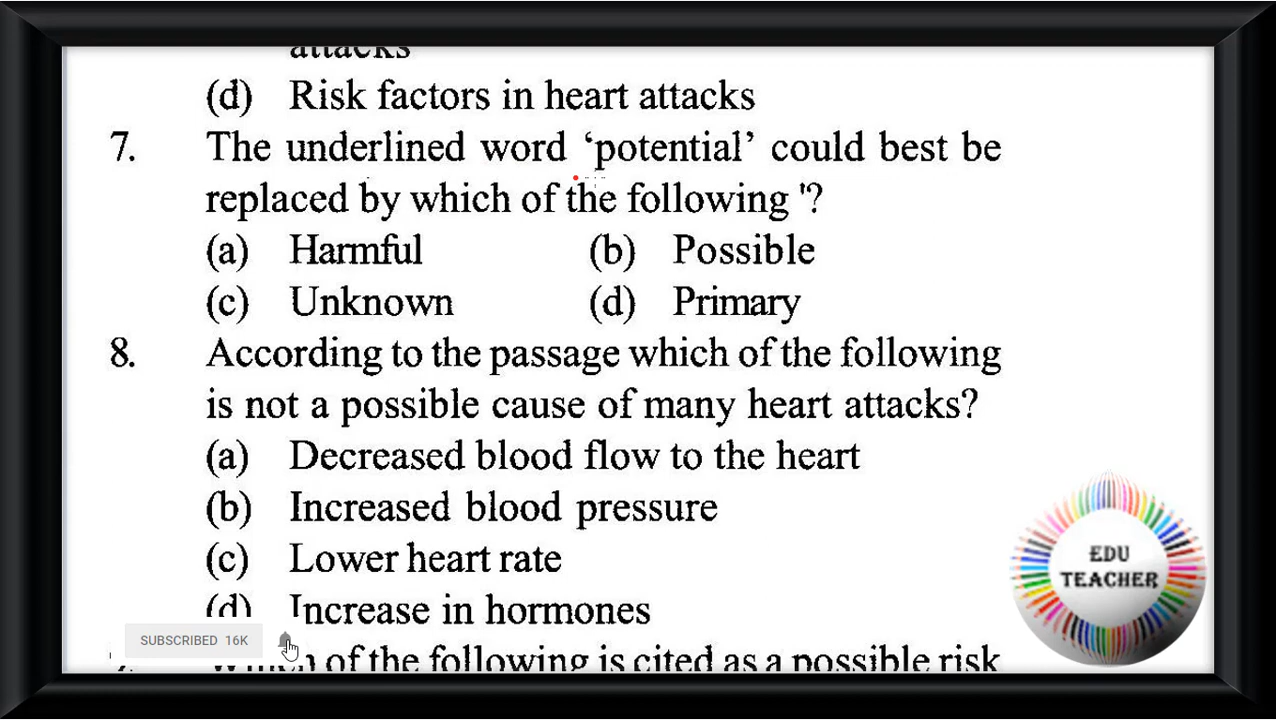 attacks
(d) Risk factors in heart attacks
7. The underlined word ‘potential’ could best be
replaced by which of the following '?
(a) Harmful (b) Possible
(c) Unknown (d) Primary
8. According to the passage which of the following
is not a possible cause of many heart attacks?
(a) Decreased blood flow to the heart
(b) Increased blood pressure
(c) Lower heart rate
(d) Increase in hormones
of the following is cited as a possible risk
SUBSCRIBED 16K
EDU
TEACHER